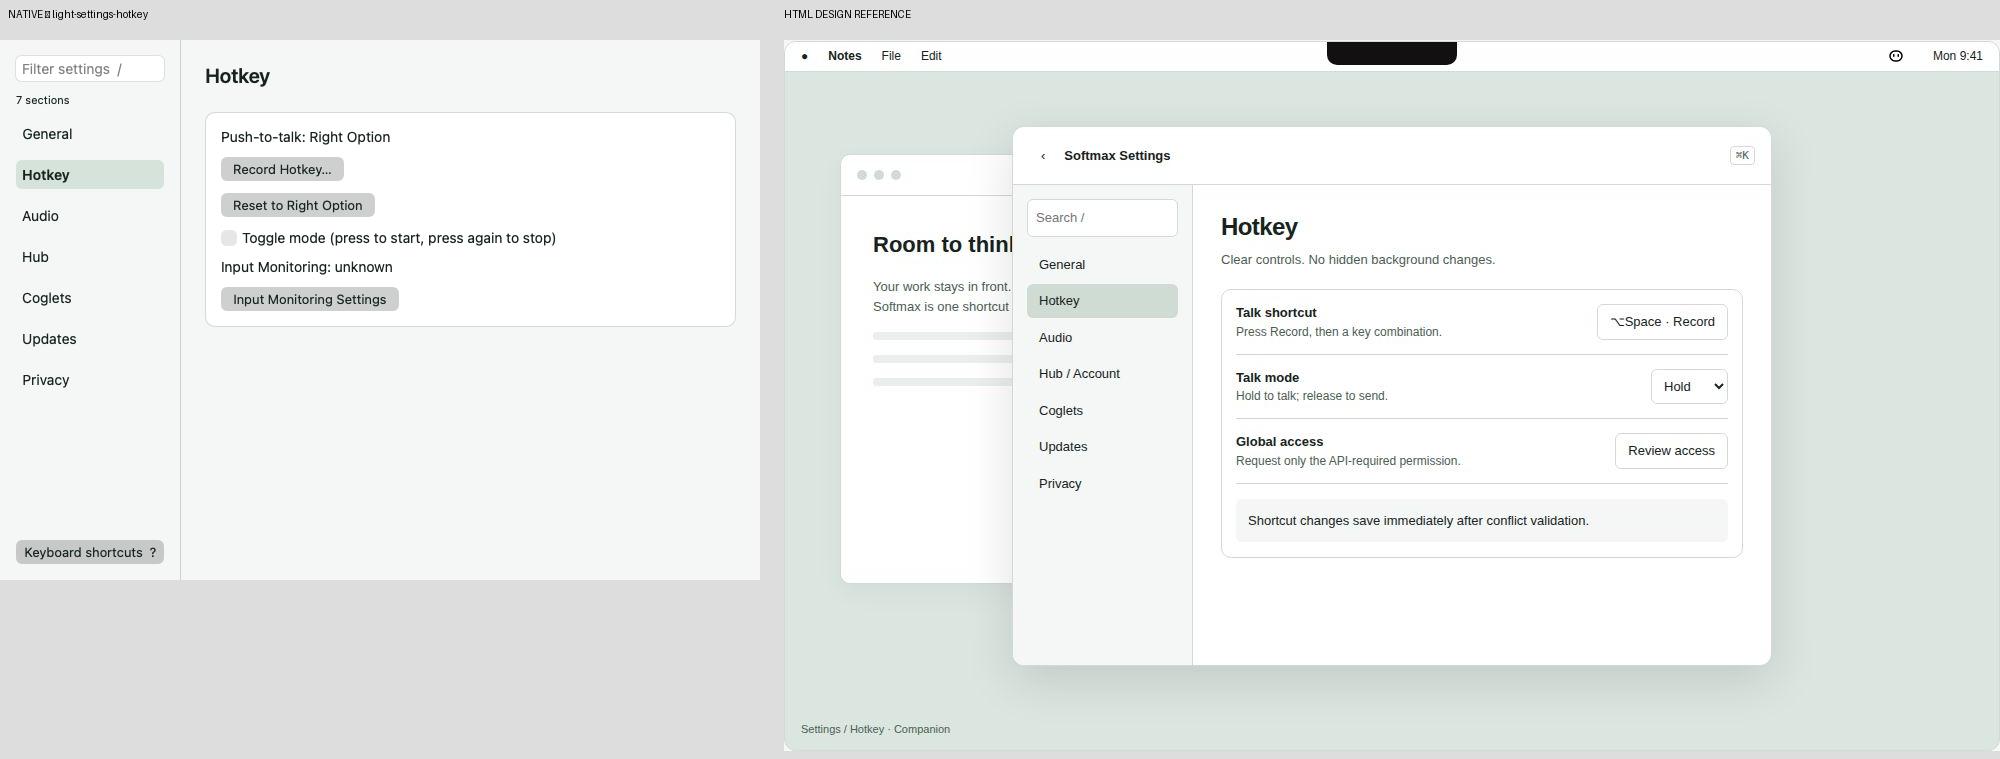 NATIVE light-settings-hotkey
Filter settings /
7 sections
General
Hotkey
Audio
Hub
Coglets
Updates
Privacy
Keyboard shortcuts ?
Hotkey
Push-to-talk: Right Option
Record Hotkey...
Reset to Right Option
Toggle mode (press to start, press again to stop)
Input Monitoring: unknown
Input Monitoring Settings
HTML DESIGN REFERENCE
Notes File Edit
Mon 9:41
Room to thin
Your work stays in front.
Softmax is one shortcut
‹ Softmax Settings
⌘K
Search /
General
Hotkey
Audio
Hub / Account
Coglets
Updates
Privacy
Hotkey
Clear controls. No hidden background changes.
Talk shortcut
Press Record, then a key combination.
⌥Space · Record
Talk mode
Hold to talk; release to send.
Hold
Global access
Request only the API-required permission.
Review access
Shortcut changes save immediately after conflict validation.
Settings / Hotkey · Companion